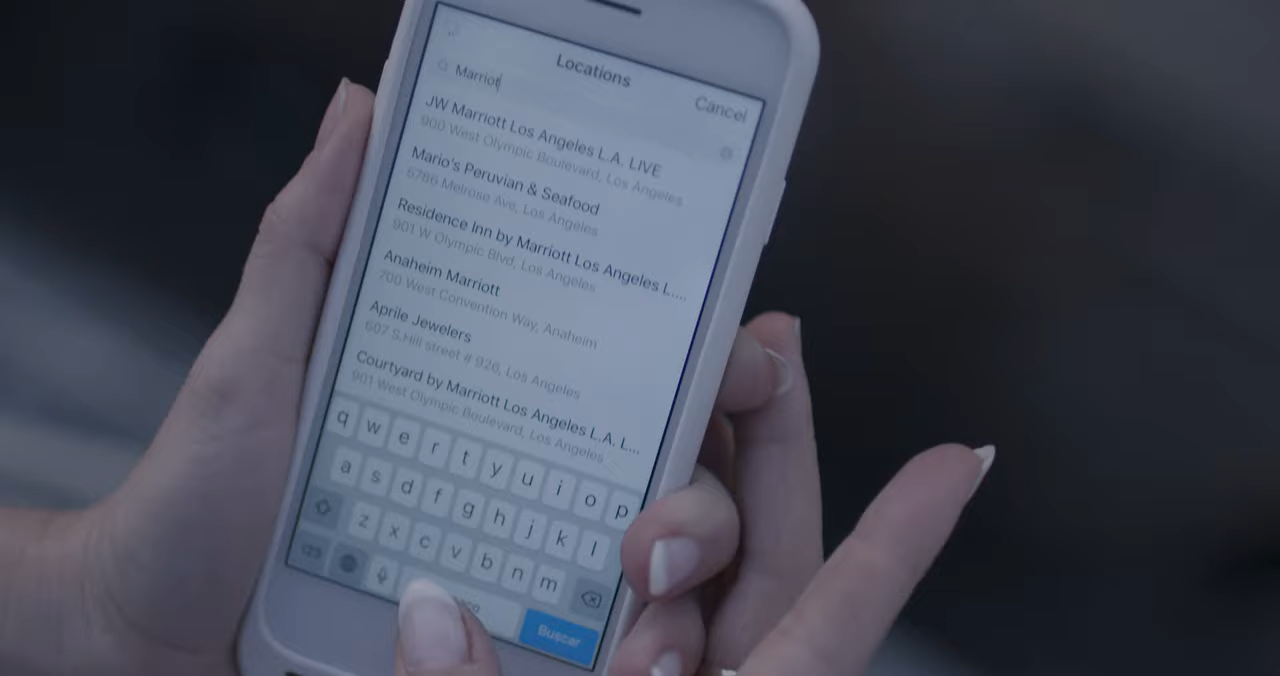 Locations
Marriot
Cancel
JW Marriott Los Angeles L.A. LIVE
900 West Olympic Boulevard, Los Angeles
Mario's Peruvian & Seafood
5786 Melrose Ave, Los Angeles
Residence Inn by Marriott Los Angeles L....
901 W Olympic Blvd, Los Angeles
Anaheim Marriott
700 West Convention Way, Anaheim
Aprile Jewelers
607 S.Hill street # 926, Los Angeles
Courtyard by Marriott Los Angeles L.A. L...
901 West Olympic Boulevard, Los Angeles
q w e r t y u i o p
a s d f g h j k l
z x c v b n m
123
Buscar